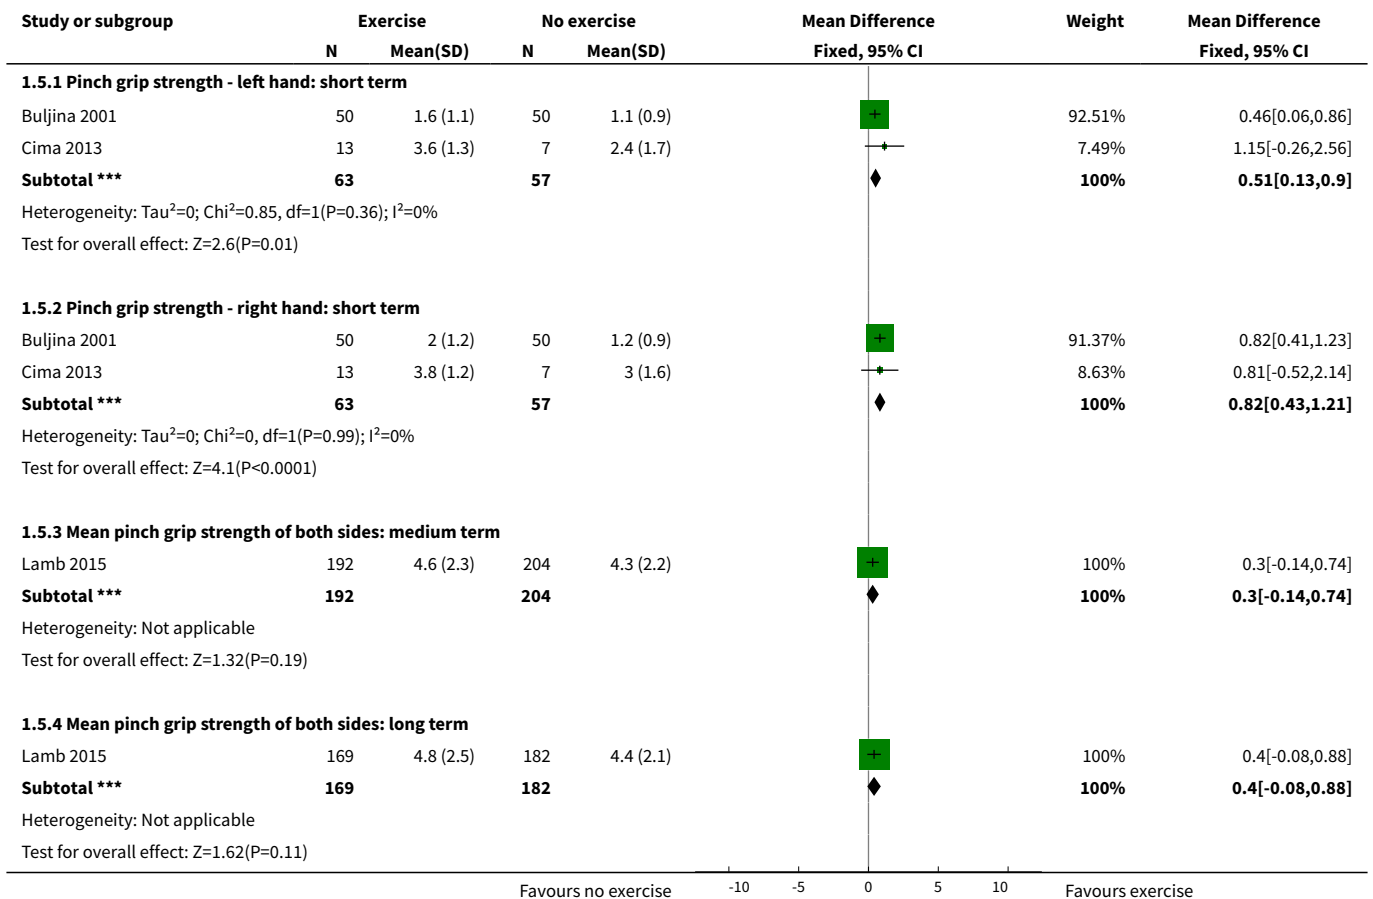 Study or subgroup Exercise No exercise Mean Difference Weight Mean Difference
N Mean(SD) N Mean(SD) Fixed, 95% CI Fixed, 95% CI
1.5.1 Pinch grip strength - left hand: short term
Buljina 2001 50 1.6 (1.1) 50 1.1 (0.9) 92.51% 0.46[0.06,0.86]
Cima 2013 13 3.6 (1.3) 7 2.4 (1.7) 7.49% 1.15[-0.26,2.56]
Subtotal *** 63 57 100% 0.51[0.13,0.9]
Heterogeneity: Tau²=0; Chi²=0.85, df=1(P=0.36); I²=0%
Test for overall effect: Z=2.6(P=0.01)
1.5.2 Pinch grip strength - right hand: short term
Buljina 2001 50 2 (1.2) 50 1.2 (0.9) 91.37% 0.82[0.41,1.23]
Cima 2013 13 3.8 (1.2) 7 3 (1.6) 8.63% 0.81[-0.52,2.14]
Subtotal *** 63 57 100% 0.82[0.43,1.21]
Heterogeneity: Tau²=0; Chi²=0, df=1(P=0.99); I²=0%
Test for overall effect: Z=4.1(P<0.0001)
1.5.3 Mean pinch grip strength of both sides: medium term
Lamb 2015 192 4.6 (2.3) 204 4.3 (2.2) 100% 0.3[-0.14,0.74]
Subtotal *** 192 204 100% 0.3[-0.14,0.74]
Heterogeneity: Not applicable
Test for overall effect: Z=1.32(P=0.19)
1.5.4 Mean pinch grip strength of both sides: long term
Lamb 2015 169 4.8 (2.5) 182 4.4 (2.1) 100% 0.4[-0.08,0.88]
Subtotal *** 169 182 100% 0.4[-0.08,0.88]
Heterogeneity: Not applicable
Test for overall effect: Z=1.62(P=0.11)
Favours no exercise -10 -5 0 5 10 Favours exercise